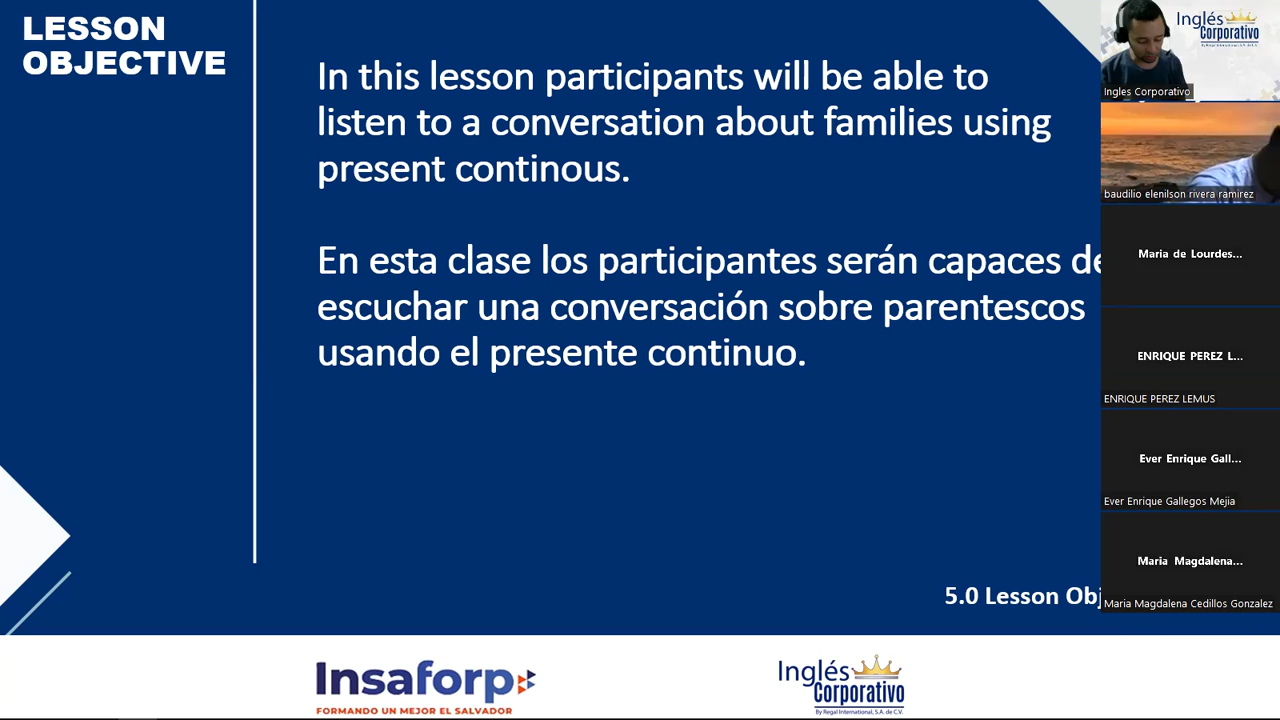 LESSON
OBJECTIVE
In this lesson participants will be able to
listen to a conversation about families using
present continous.
En esta clase los participantes serán capaces de
escuchar una conversación sobre parentescos
usando el presente continuo.
5.0 Lesson Obj
Insaforp
FORMANDO UN MEJOR EL SALVADOR
Inglés
Corporativo
By Regal International, S.A. de C.V.
Inglés
Corporativo
By Regal International, S.A. de C.V.
Ingles Corporativo
baudilio elenilson rivera ramirez
Maria de Lourdes...
ENRIQUE PEREZ L...
ENRIQUE PEREZ LEMUS
Ever Enrique Gall...
Ever Enrique Gallegos Mejia
Maria Magdalena...
Maria Magdalena Cedillos Gonzalez